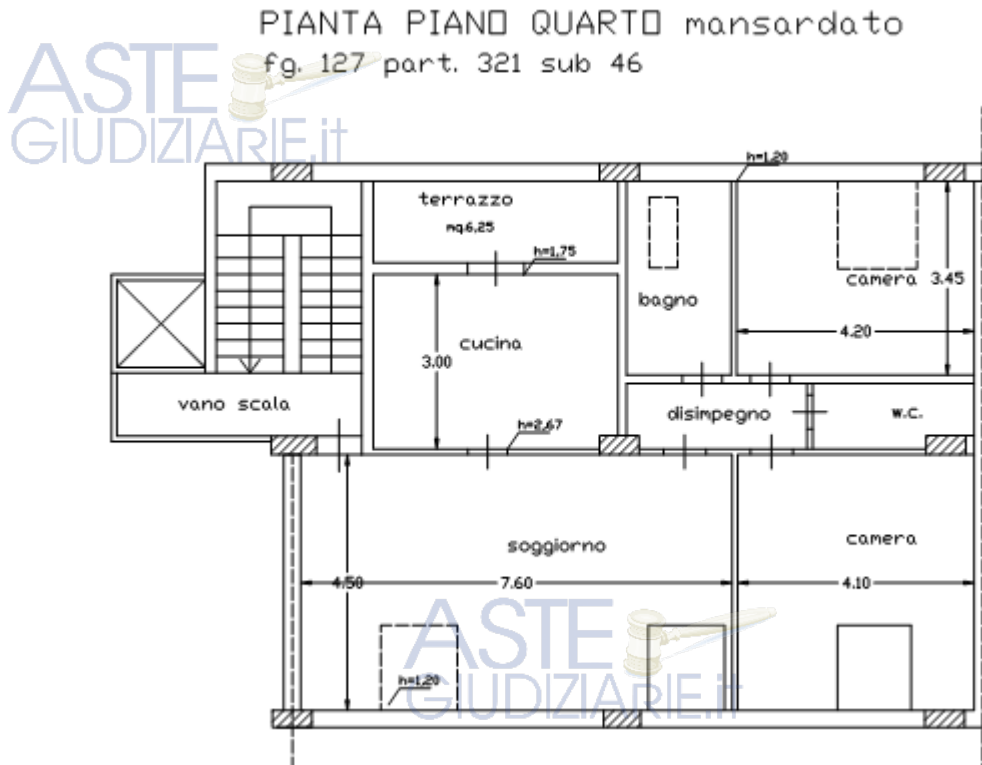 PIANTA PIANO QUARTO mansardato
fg. 127 part. 321 sub 46
ASTE
GIUDIZIARIE.it
h=1,20
terrazzo
mq.6,25
h=1,75
camera
3.45
bagno
4.20
cucina
3.00
vano scala
disimpegno
w.c.
h=2,67
soggiorno
camera
4.50
7.60
4.10
ASTE
GIUDIZIARIE.it
h=1,20